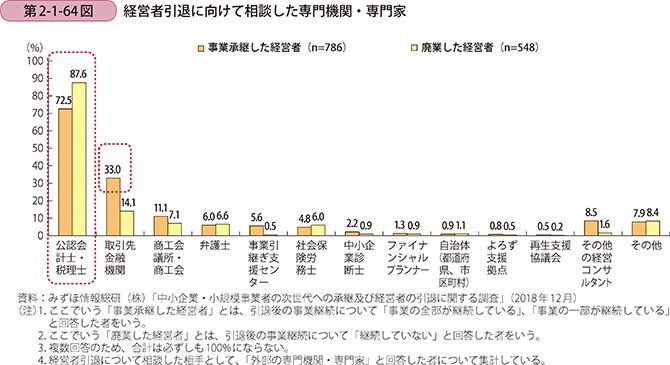 第2-1-64図 経営者引退に向けて相談した専門機関・専門家
(%)
事業承継した経営者（n=786） 廃業した経営者（n=548）
100
90
80
70
60
50
40
30
20
10
0
72.5 87.6
33.0 14.1
11.1 7.1
6.0 6.6
5.6 0.5
4.8 6.0
2.2 0.9
1.3 0.9
0.9 1.1
0.8 0.5
0.5 0.2
8.5 1.6
7.9 8.4
公認会
計士・
税理士
取引先
金融
機関
商工会
議所・
商工会
弁護士
事業引
継ぎ支
援セン
ター
社会保
険労
務士
中小企
業診
断士
ファイナ
ンシャル
プランナー
自治体
（都道府
県、市
区町村）
よろず
支援
拠点
再生支援
協議会
その他
の経営
コンサ
ルタント
その他
資料：みずほ情報総研（株）「中小企業・小規模事業者の次世代への承継及び経営者の引退に関する調査」（2018年12月）
（注）1. ここでいう「事業承継した経営者」とは、引退後の事業継続について「事業の全部が継続している」、「事業の一部が継続している」
と回答した者をいう。
2. ここでいう「廃業した経営者」とは、引退後の事業継続について「継続していない」と回答した者をいう。
3. 複数回答のため、合計は必ずしも100％にならない。
4. 経営者引退について相談した相手として、「外部の専門機関・専門家」と回答した者について集計している。